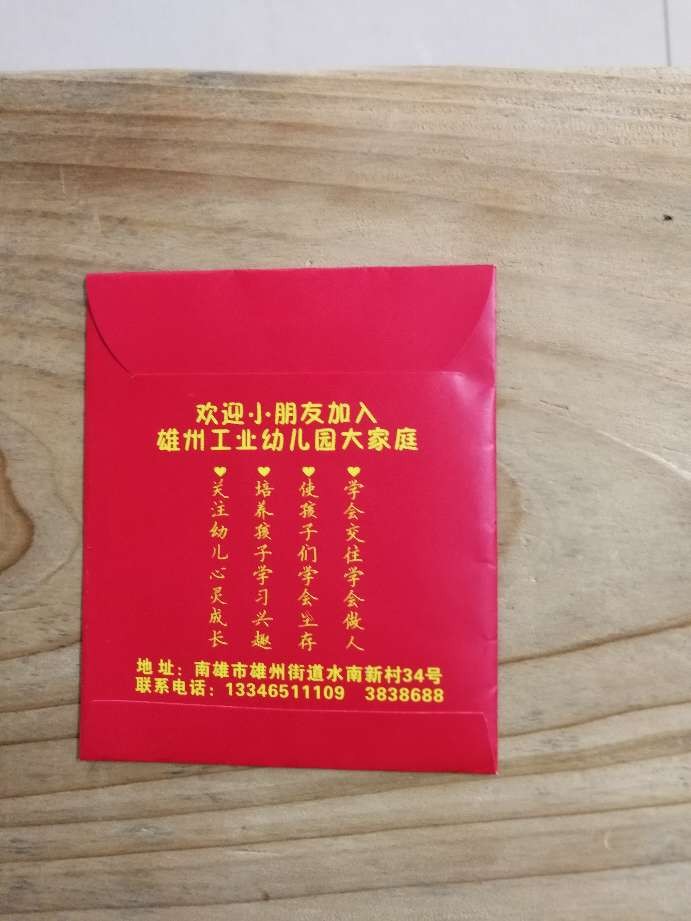 欢迎小朋友加入
雄州工业幼儿园大家庭
关注幼儿心灵成长
培养孩子学习兴趣
使孩子们学会生存
学会交往学会做人
地址：南雄市雄州街道水南新村34号
联系电话：13346511109 3838688